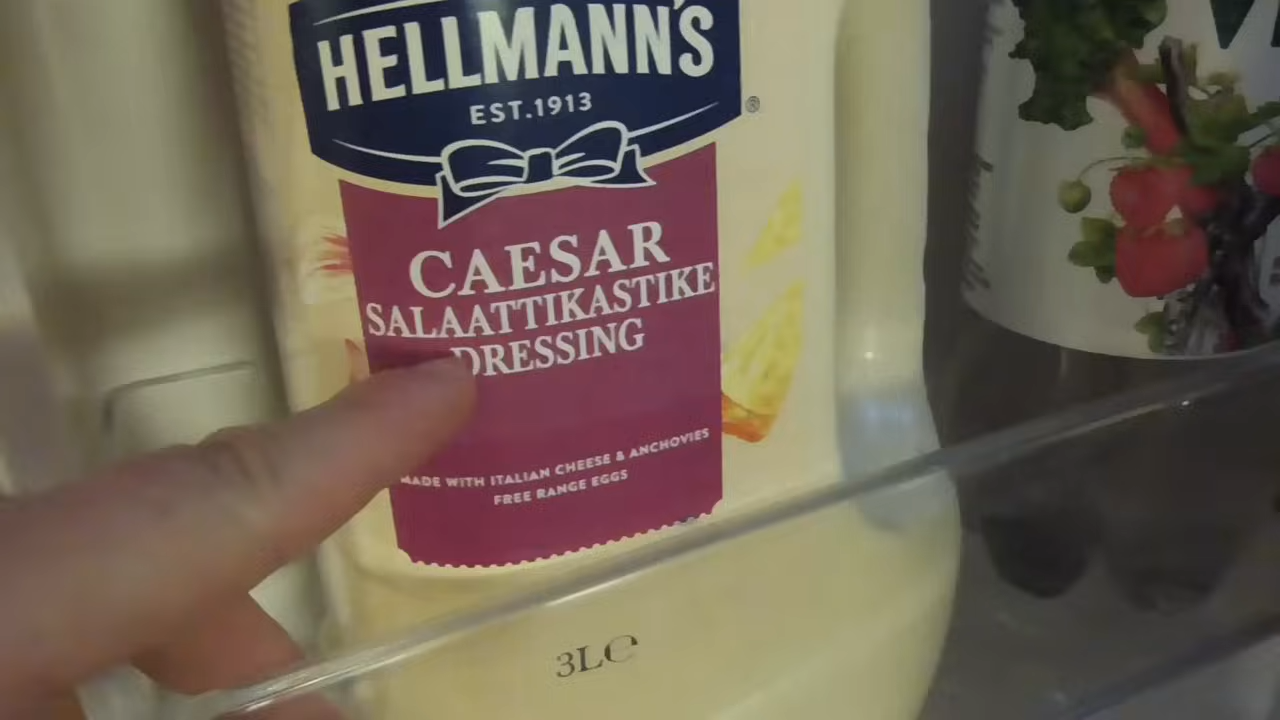 HELLMANN'S
EST.1913
®
CAESAR
SALAATTIKASTIKE
DRESSING
MADE WITH ITALIAN CHEESE & ANCHOVIES
FREE RANGE EGGS
3L℮